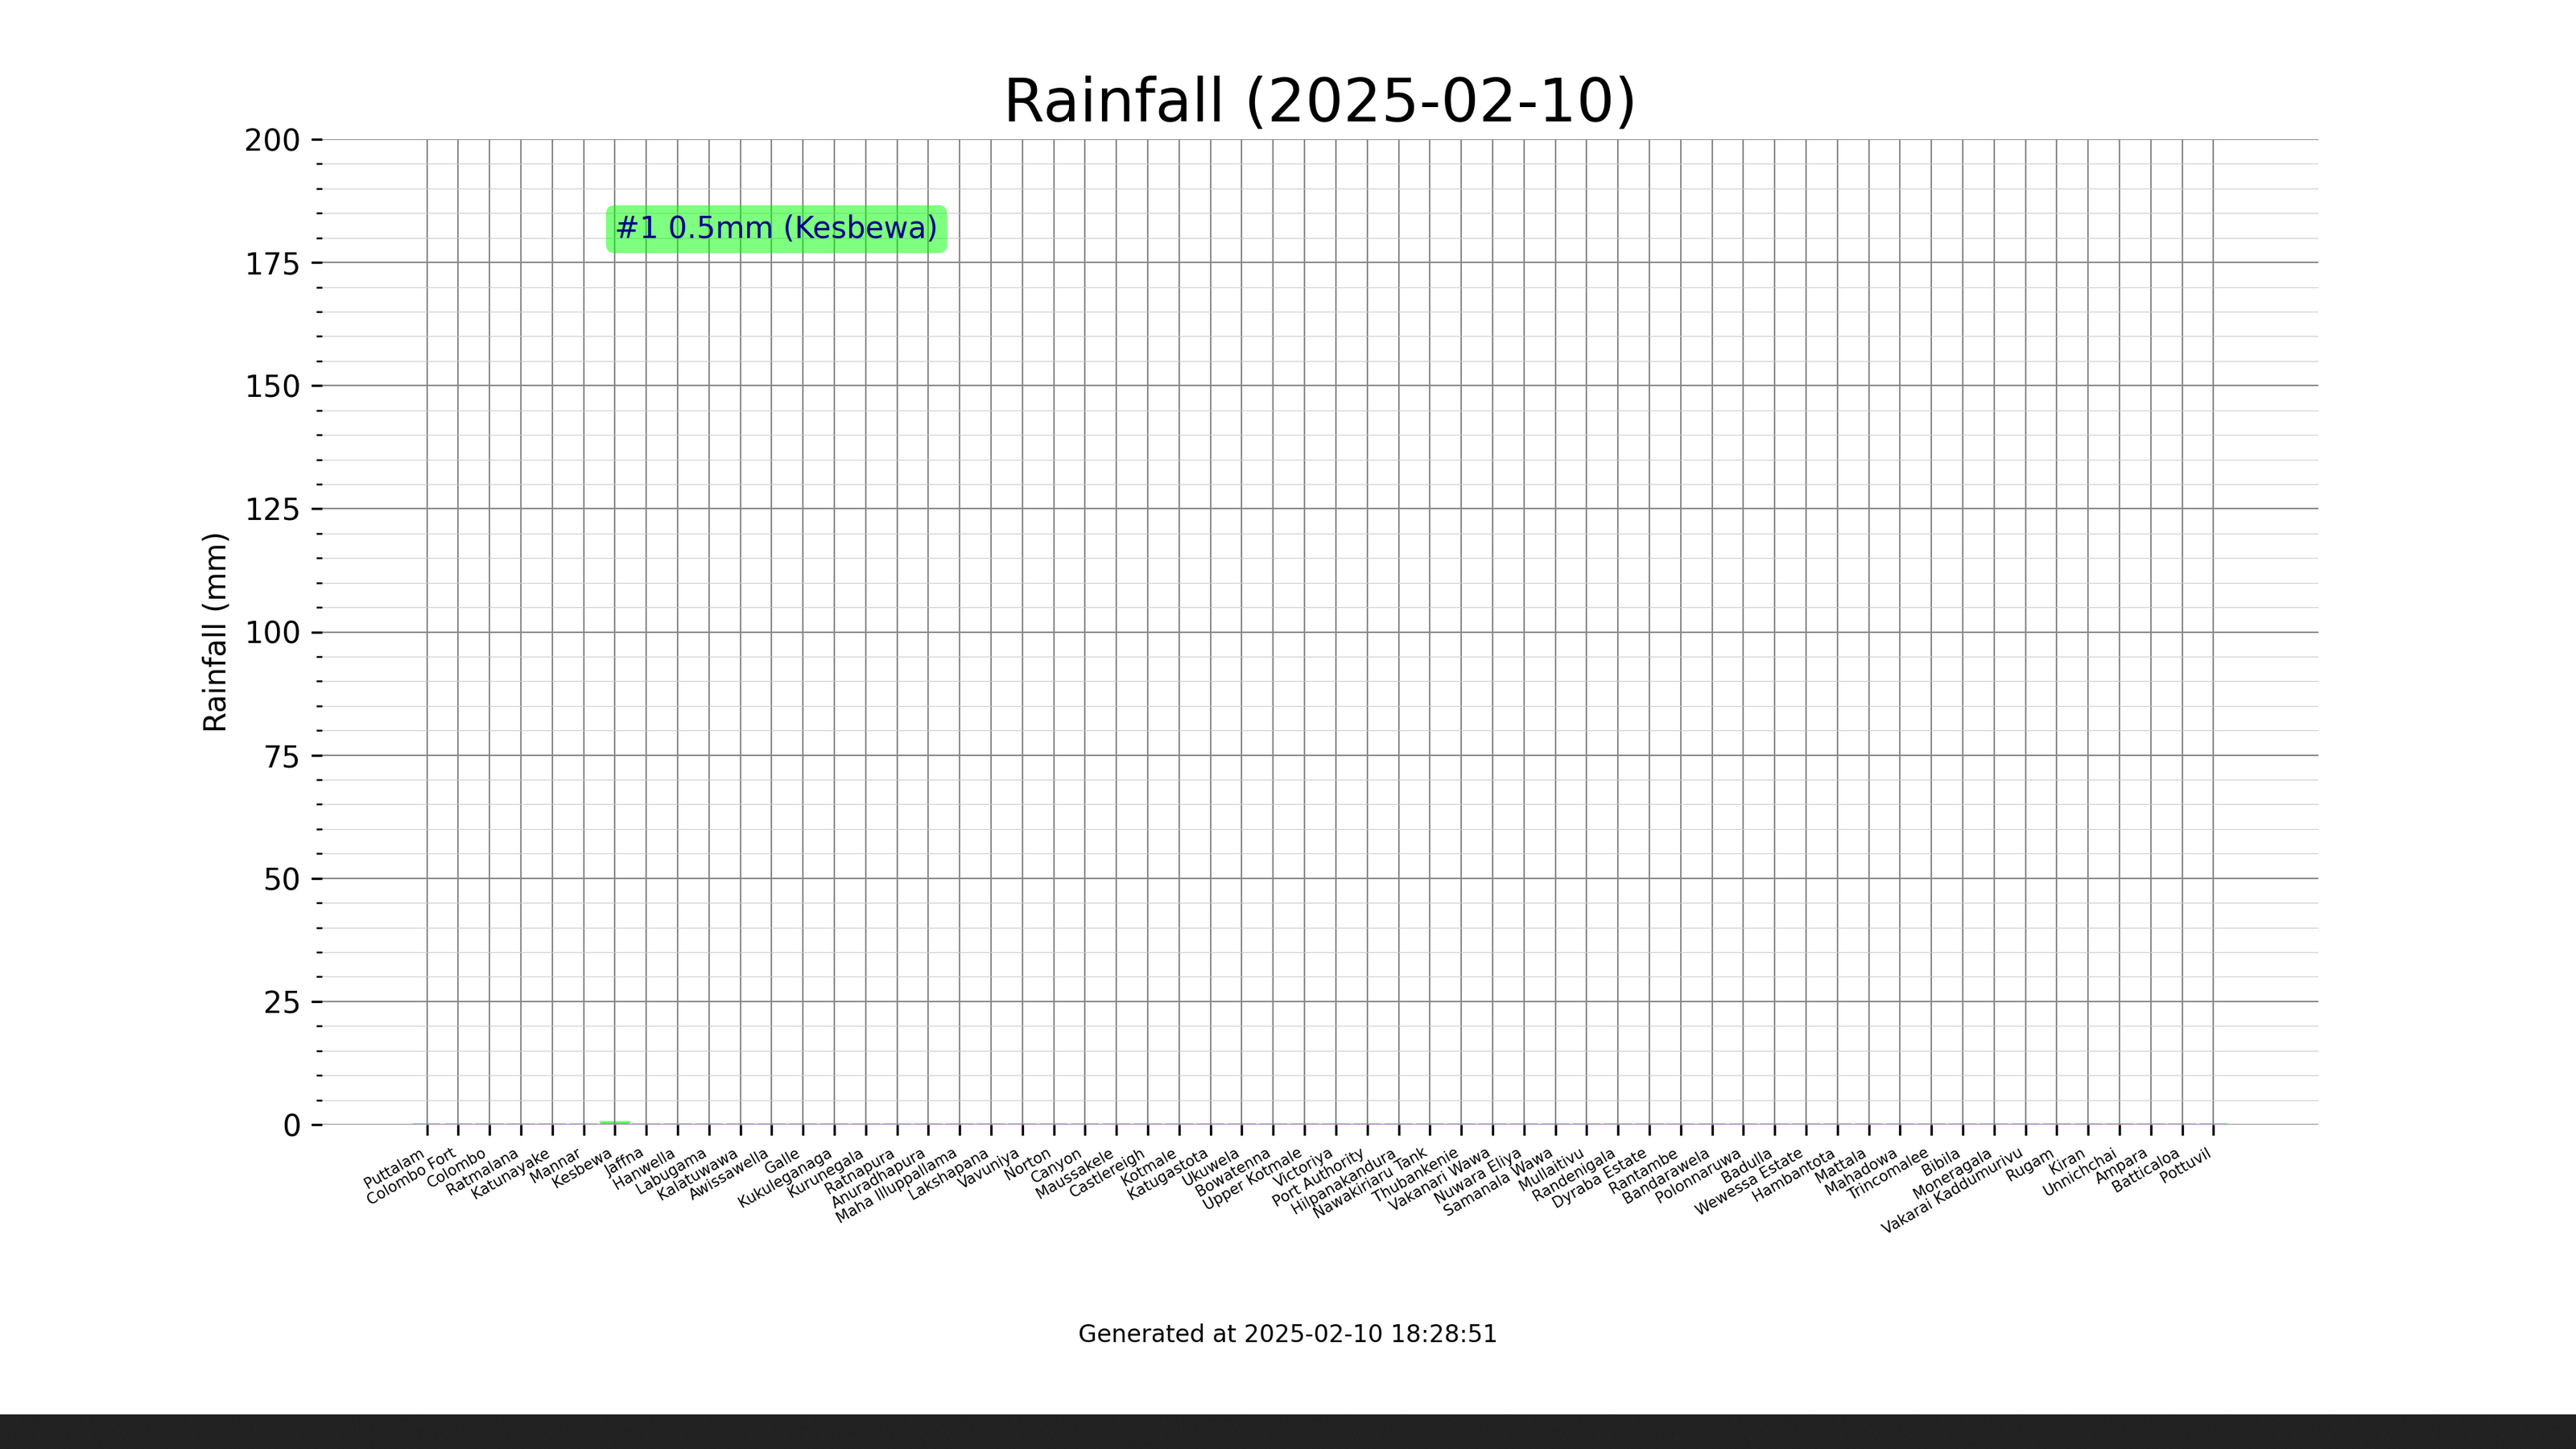 Rainfall (2025-02-10)
200
175
150
125
100
75
50
25
0
Rainfall (mm)
#1 0.5mm (Kesbewa)
Puttalam
Colombo Fort
Colombo
Ratmalana
Katunayake
Mannar
Kesbewa
Jaffna
Hanwella
Labugama
Kalatuwawa
Awissawella
Galle
Kukuleganaga
Kurunegala
Ratnapura
Anuradhapura
Maha Illuppallama
Lakshapana
Vavuniya
Norton
Canyon
Maussakele
Castlereigh
Kotmale
Katugastota
Ukuwela
Bowatenna
Upper Kotmale
Victoriya
Port Authority
Hilpanakandura
Nawakiriaru Tank
Thubankenie
Vakanari Wawa
Nuwara Eliya
Samanala Wawa
Mullaitivu
Randenigala
Dyraba Estate
Rantambe
Bandarawela
Polonnaruwa
Badulla
Wewessa Estate
Hambantota
Mattala
Mahadowa
Trincomalee
Bibila
Moneragala
Vakarai Kaddumurivu
Rugam
Kiran
Unnichchai
Ampara
Batticaloa
Pottuvil
Generated at 2025-02-10 18:28:51